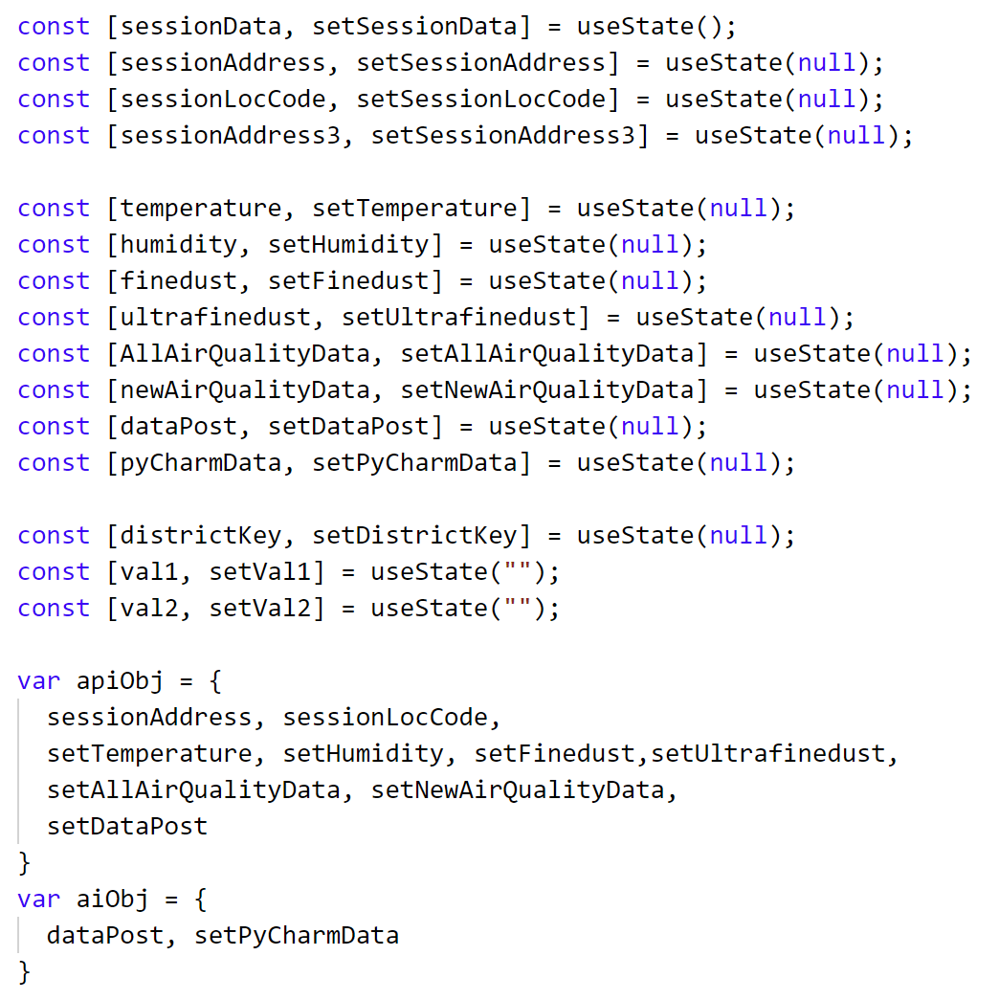 const [sessionData, setSessionData] = useState();
const [sessionAddress, setSessionAddress] = useState(null);
const [sessionLocCode, setSessionLocCode] = useState(null);
const [sessionAddress3, setSessionAddress3] = useState(null);

const [temperature, setTemperature] = useState(null);
const [humidity, setHumidity] = useState(null);
const [finedust, setFinedust] = useState(null);
const [ultrafinedust, setUltrafinedust] = useState(null);
const [AllAirQualityData, setAllAirQualityData] = useState(null);
const [newAirQualityData, setNewAirQualityData] = useState(null);
const [dataPost, setDataPost] = useState(null);
const [pyCharmData, setPyCharmData] = useState(null);

const [districtKey, setDistrictKey] = useState(null);
const [val1, setVal1] = useState("");
const [val2, setVal2] = useState("");

var apiObj = {
  sessionAddress, sessionLocCode,
  setTemperature, setHumidity, setFinedust,setUltrafinedust,
  setAllAirQualityData, setNewAirQualityData,
  setDataPost
}
var aiObj = {
  dataPost, setPyCharmData
}